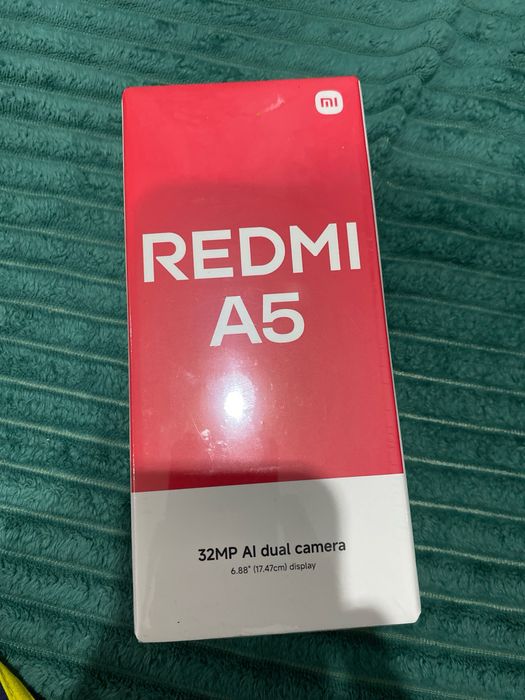 mi
REDMI
A5
32MP AI dual camera
6.88" (17.47cm) display